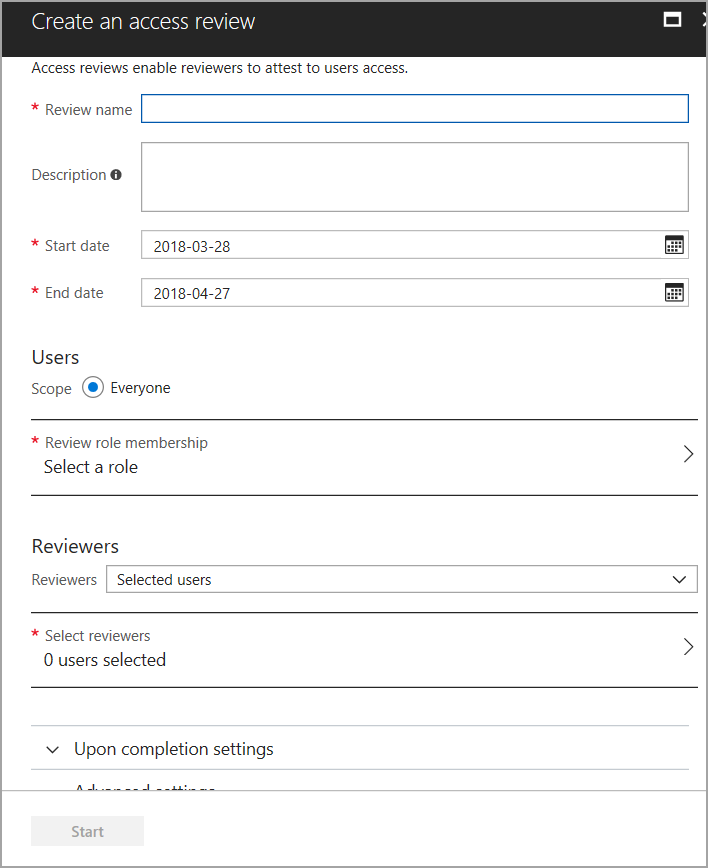 Create an access review
Access reviews enable reviewers to attest to users access.
* Review name
Description
* Start date 2018-03-28
* End date 2018-04-27
Users
Scope Everyone
* Review role membership
Select a role
Reviewers
Reviewers Selected users
* Select reviewers
0 users selected
Upon completion settings
Advanced settings
Start